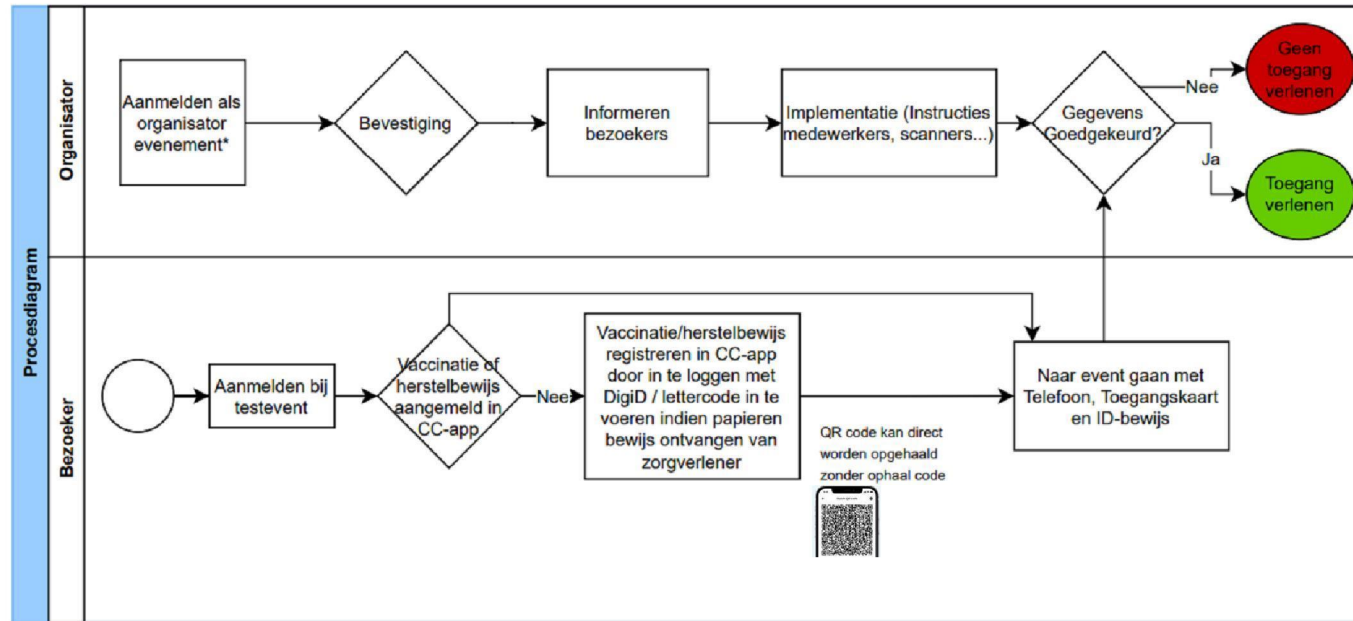 Procesdiagram
Organisator
Aanmelden als
organisator
evenement*
Bevestiging
Informeren
bezoekers
Implementatie (Instructies
medewerkers, scanners...)
Gegevens
Goedgekeurd?
Nee
Geen
toegang
verlenen
Ja
Toegang
verlenen
Bezoeker
Aanmelden bij
testevent
Vaccinatie of
herstelbewijs
aangemeld in
CC-app
Nee
Vaccinatie/herstelbewijs
registreren in CC-app
door in te loggen met
DigiD / lettercode in te
voeren indien papieren
bewijs ontvangen van
zorgverlener
QR code kan direct
worden opgehaald
zonder ophaal code
Naar event gaan met
Telefoon, Toegangskaart
en ID-bewijs